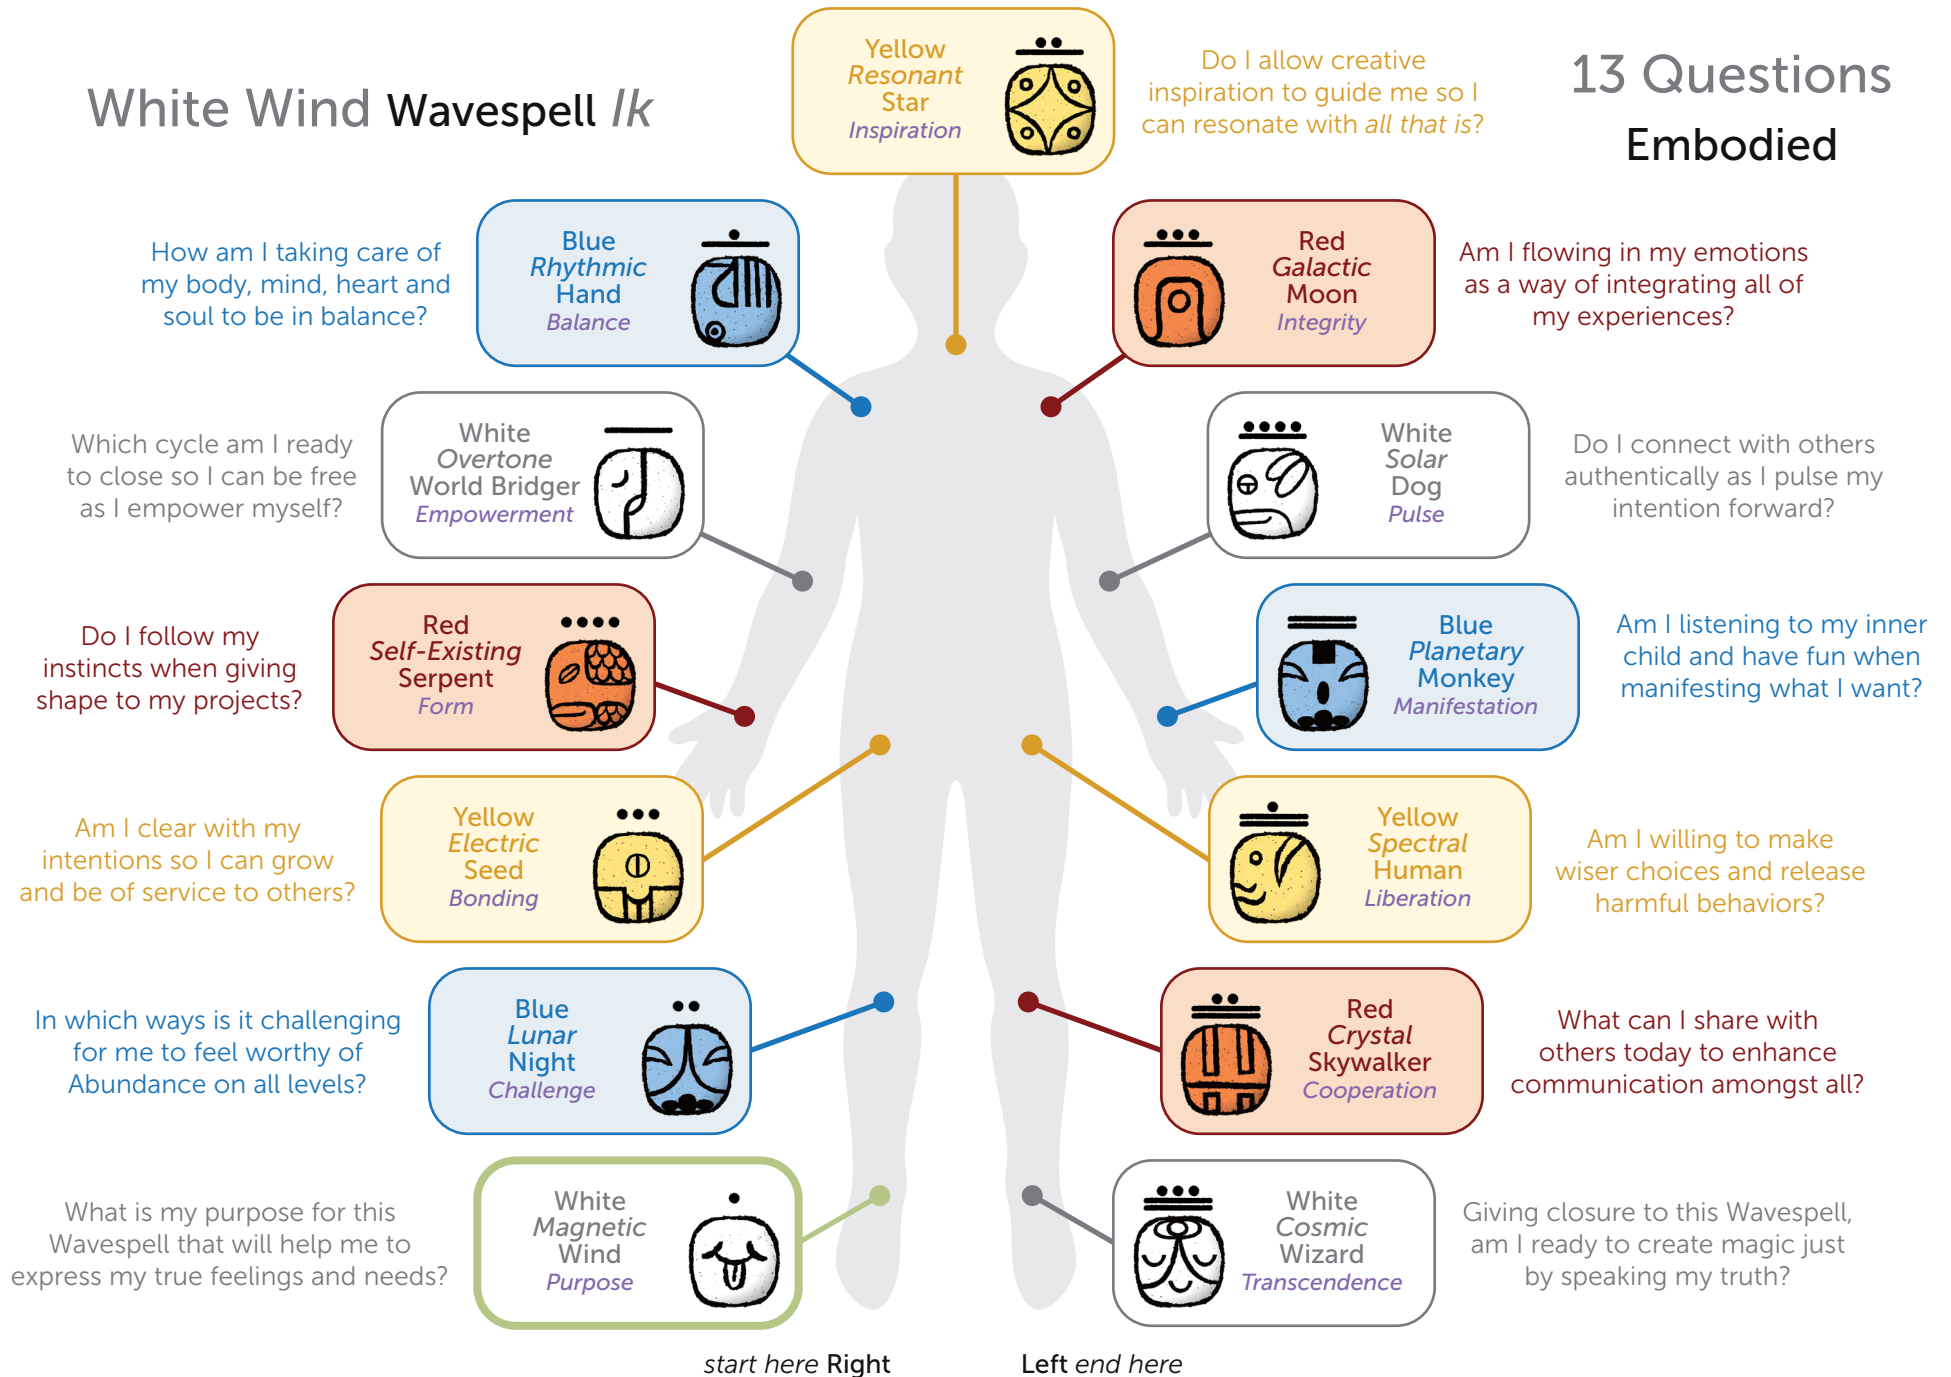 White Wind Wavespell Ik
13 Questions
Embodied
Yellow
Resonant
Star
Inspiration
Do I allow creative
inspiration to guide me so I
can resonate with all that is?
How am I taking care of
my body, mind, heart and
soul to be in balance?
Blue
Rhythmic
Hand
Balance
Red
Galactic
Moon
Integrity
Am I flowing in my emotions
as a way of integrating all of
my experiences?
Which cycle am I ready
to close so I can be free
as I empower myself?
White
Overtone
World Bridger
Empowerment
White
Solar
Dog
Pulse
Do I connect with others
authentically as I pulse my
intention forward?
Do I follow my
instincts when giving
shape to my projects?
Red
Self-Existing
Serpent
Form
Blue
Planetary
Monkey
Manifestation
Am I listening to my inner
child and have fun when
manifesting what I want?
Am I clear with my
intentions so I can grow
and be of service to others?
Yellow
Electric
Seed
Bonding
Yellow
Spectral
Human
Liberation
Am I willing to make
wiser choices and release
harmful behaviors?
In which ways is it challenging
for me to feel worthy of
Abundance on all levels?
Blue
Lunar
Night
Challenge
Red
Crystal
Skywalker
Cooperation
What can I share with
others today to enhance
communication amongst all?
What is my purpose for this
Wavespell that will help me to
express my true feelings and needs?
White
Magnetic
Wind
Purpose
White
Cosmic
Wizard
Transcendence
Giving closure to this Wavespell,
am I ready to create magic just
by speaking my truth?
start here Right
Left end here